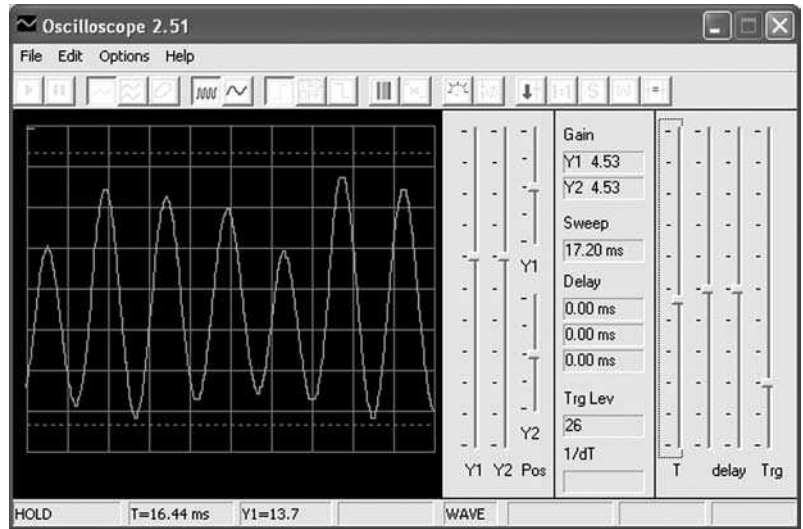 Oscilloscope 2.51
File Edit Options Help
1:1 S
Gain
Y1 4.53
Y2 4.53
Sweep
17.20 ms
Delay
0.00 ms
0.00 ms
0.00 ms
Trg Lev
26
1/dT
Y1
Y2
Y1 Y2 Pos
T delay Trg
HOLD T=16.44 ms Y1=13.7 WAVE